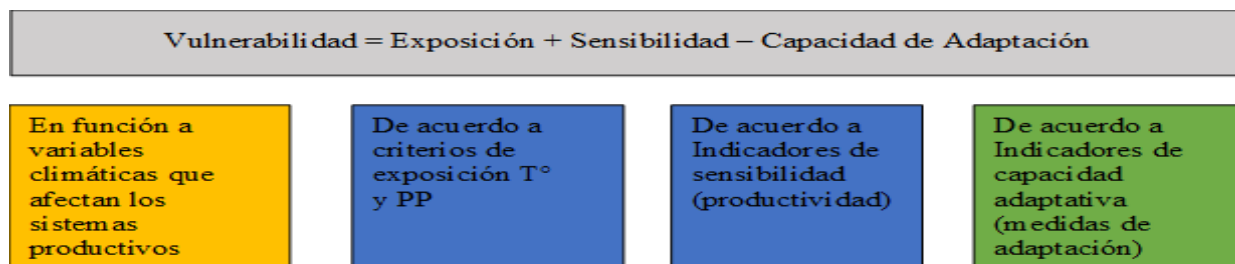 Vulnerabilidad = Exposición + Sensibilidad – Capacidad de Adaptación
En función a
variables
climáticas que
afectan los
sistemas
productivos
De acuerdo a
criterios de
exposición T°
y PP
De acuerdo a
Indicadores de
sensibilidad
(productividad)
De acuerdo a
Indicadores de
capacidad
adaptativa
(medidas de
adaptación)